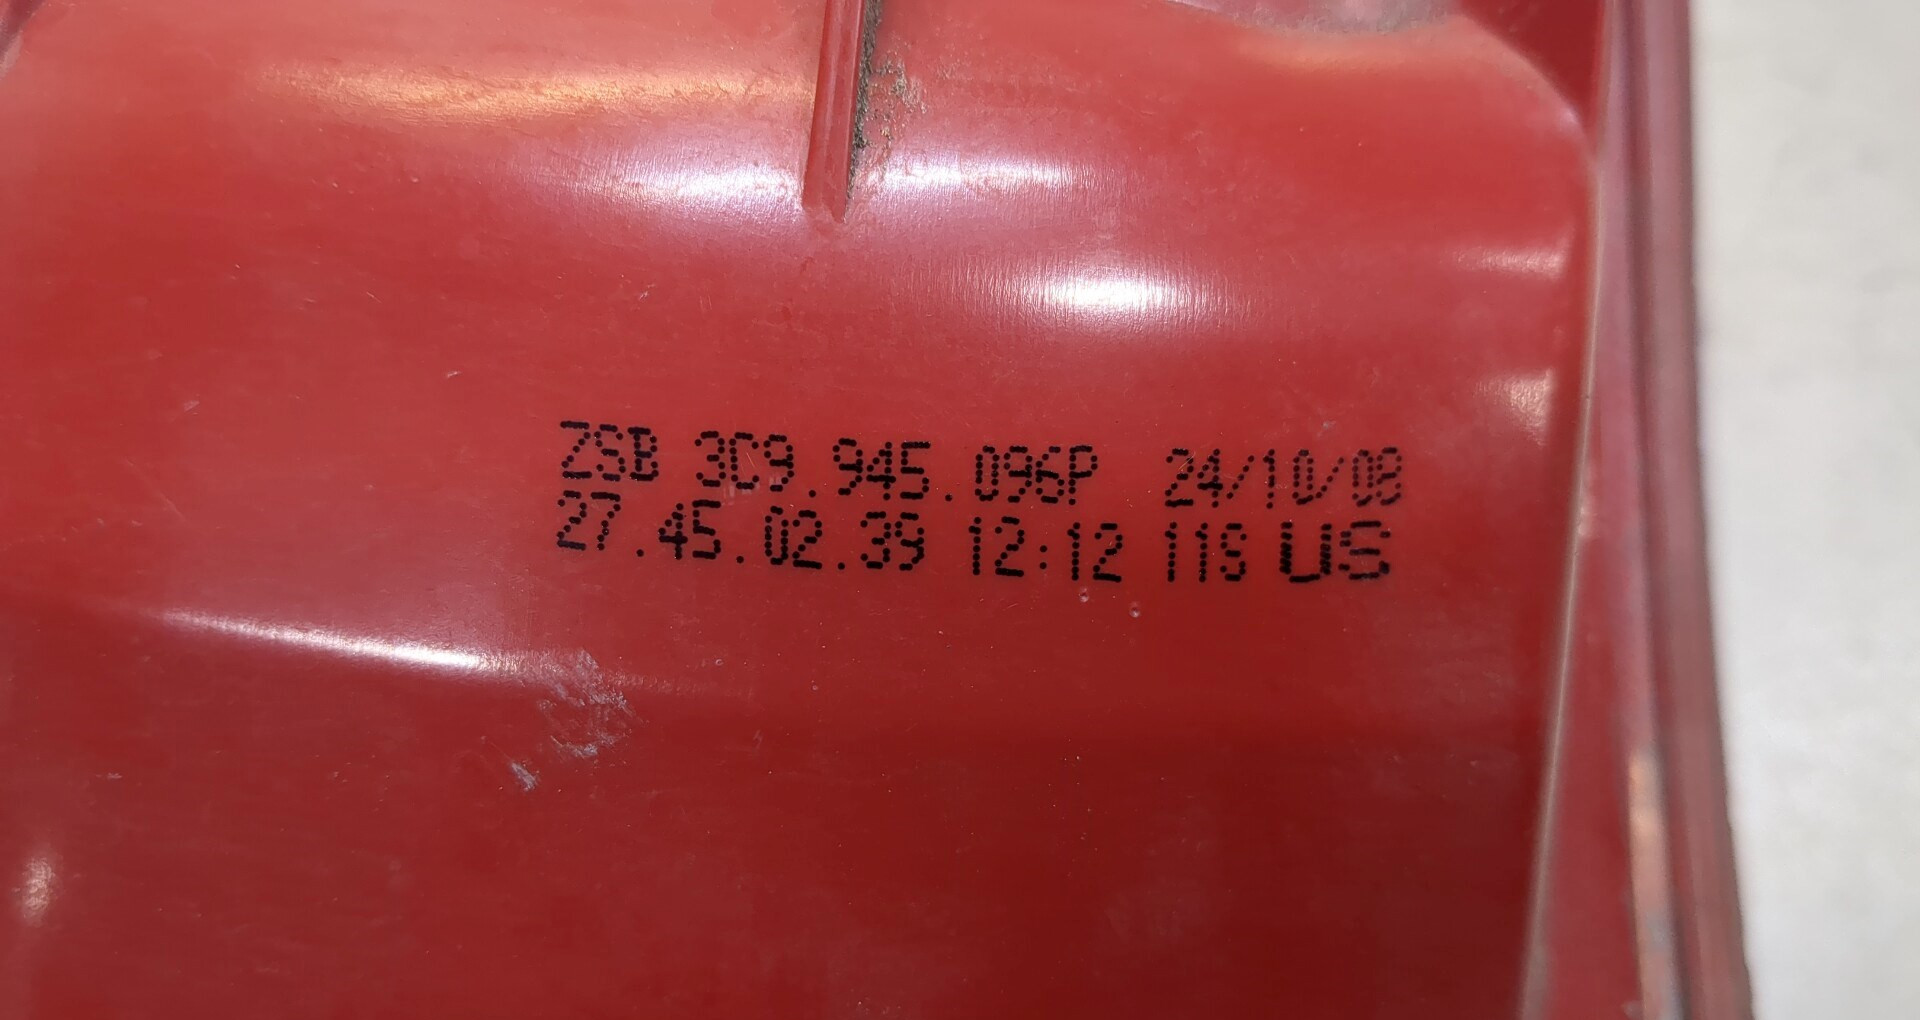 ZSB 3C9.945.096P 24/10/08
27.45.02.39 12:12 11S US